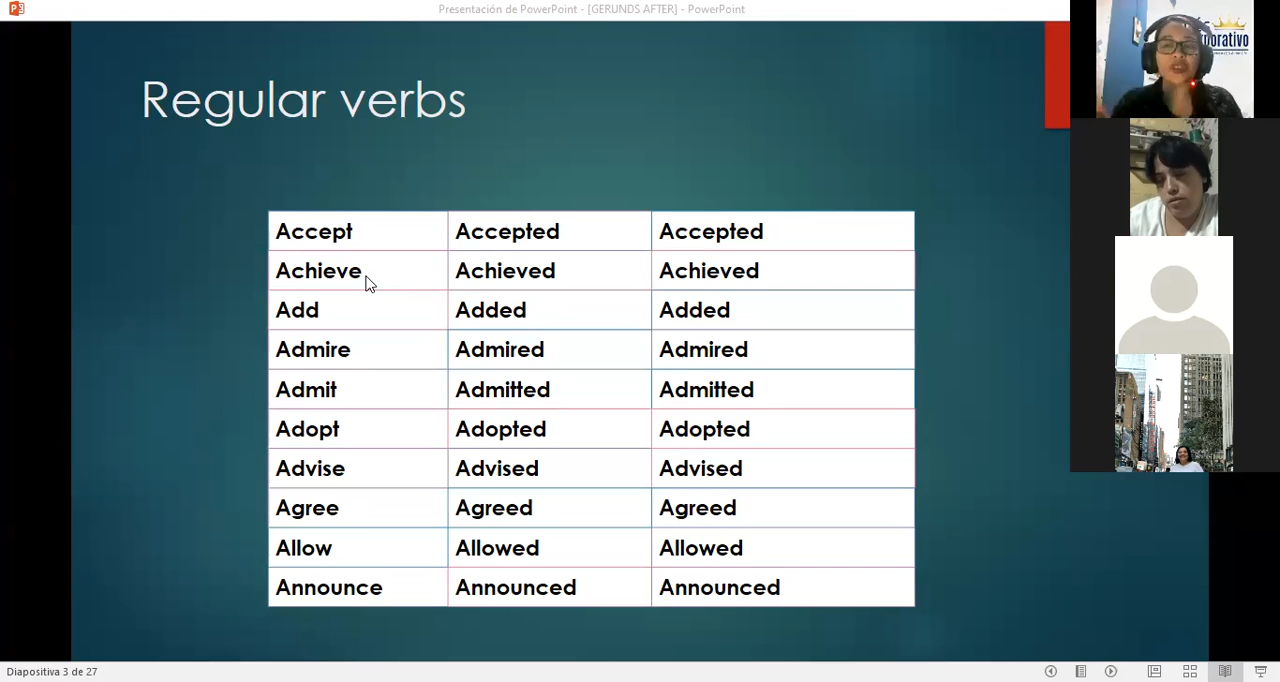 Presentación de PowerPoint - [GERUNDS AFTER] - PowerPoint
Regular verbs
Accept Accepted Accepted
Achieve Achieved Achieved
Add Added Added
Admire Admired Admired
Admit Admitted Admitted
Adopt Adopted Adopted
Advise Advised Advised
Agree Agreed Agreed
Allow Allowed Allowed
Announce Announced Announced
Diapositiva 3 de 27